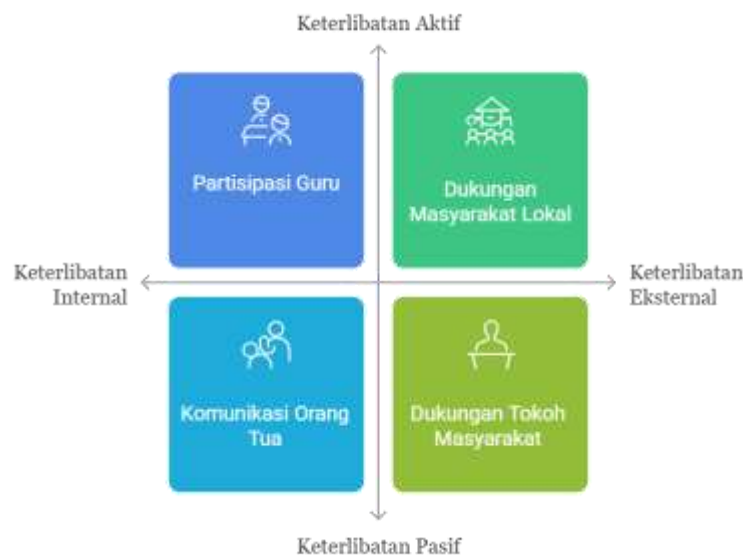 Keterlibatan Aktif
Partisipasi Guru
Dukungan
Masyarakat Lokal
Keterlibatan
Internal
Keterlibatan
Eksternal
Komunikasi Orang
Tua
Dukungan Tokoh
Masyarakat
Keterlibatan Pasif